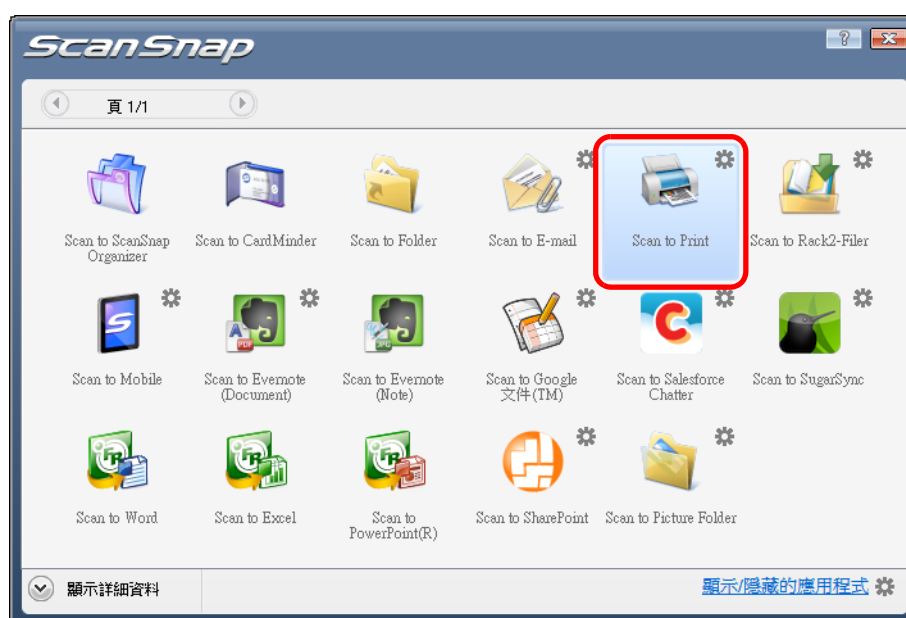 ScanSnap
頁 1/1
Scan to ScanSnap
Organizer
Scan to CardMinder
Scan to Folder
Scan to E-mail
Scan to Print
Scan to Rack2-Filer
Scan to Mobile
Scan to Evernote
(Document)
Scan to Evernote
(Note)
Scan to Google
文件(TM)
Scan to Salesforce
Chatter
Scan to SugarSync
Scan to Word
Scan to Excel
Scan to
PowerPoint(R)
Scan to SharePoint
Scan to Picture Folder
顯示詳細資料
顯示/隱藏的應用程式